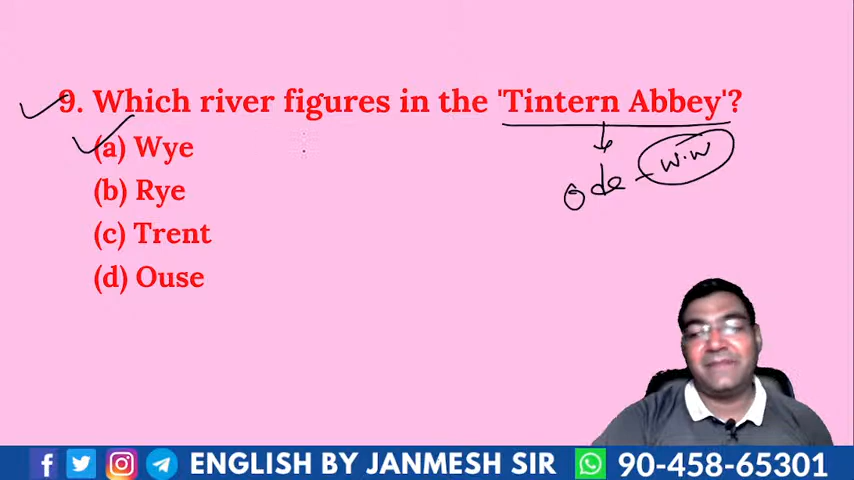 9. Which river figures in the 'Tintern Abbey'?
(a) Wye
ode - W.W
(b) Rye
(c) Trent
(d) Ouse
ENGLISH BY JANMESH SIR 90-458-65301